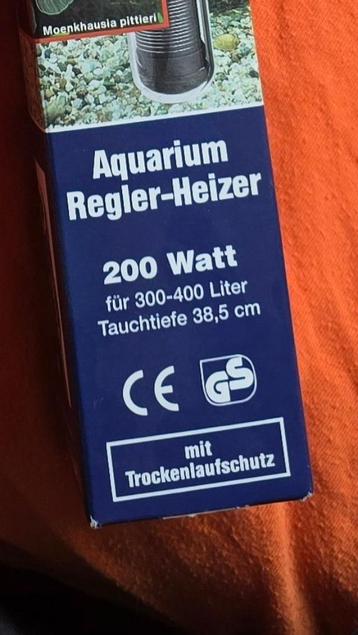 Moenkhausia pittieri
Aquarium
Regler-Heizer
200 Watt
für 300-400 Liter
Tauchtiefe 38,5 cm
CE GS
mit
Trockenlaufschutz